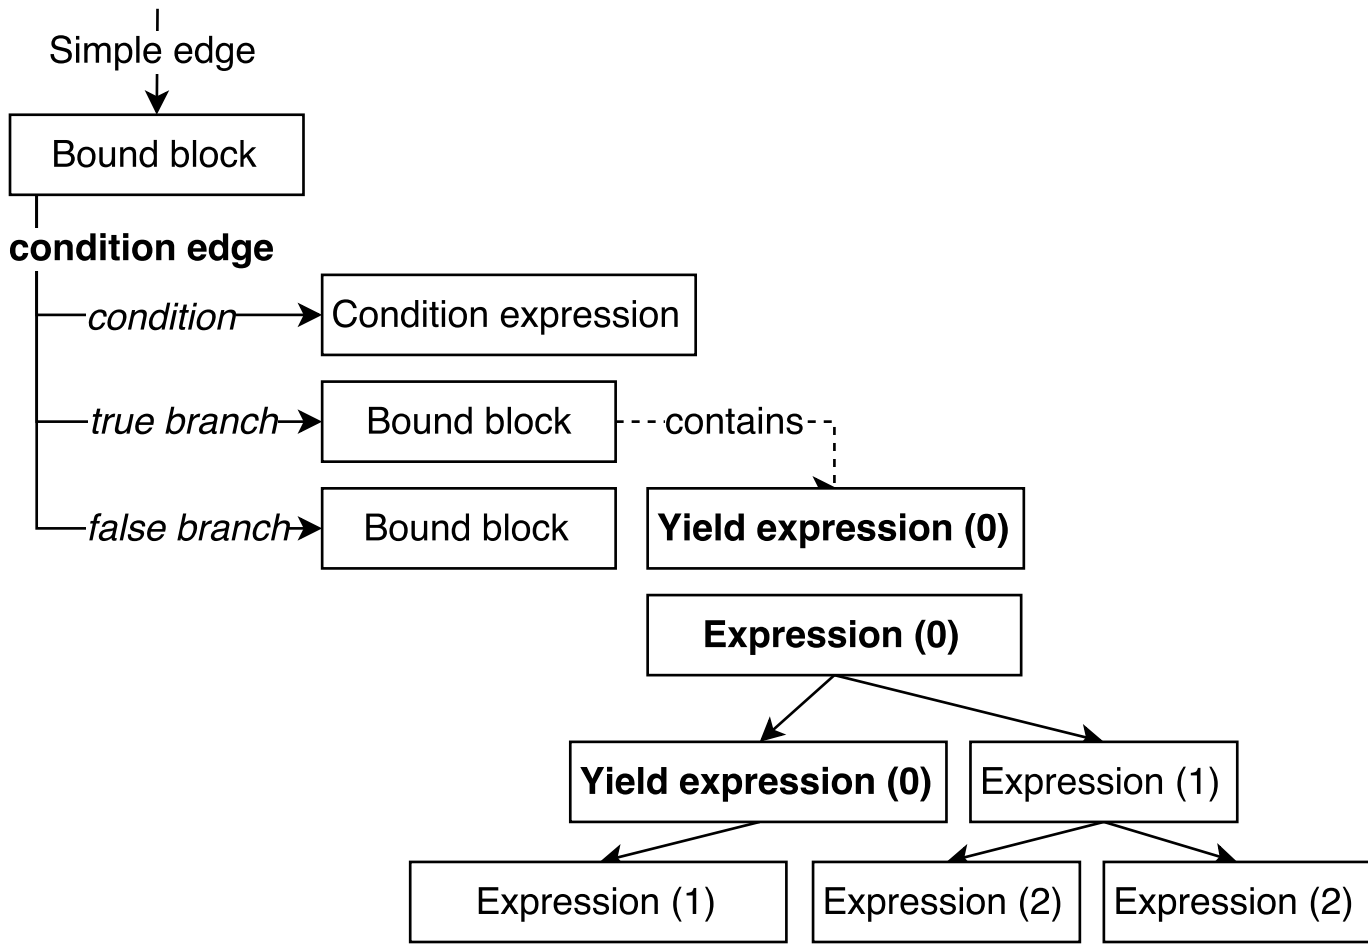 Simple edge
Bound block
condition edge
condition
Condition expression
true branch
Bound block
contains
false branch
Bound block
Yield expression (0)
Expression (0)
Yield expression (0)
Expression (1)
Expression (1)
Expression (2)
Expression (2)